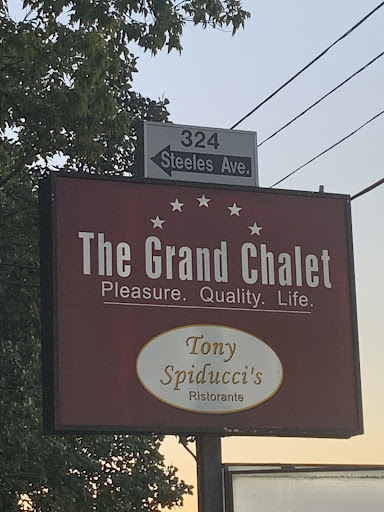 324
Steeles Ave.
The Grand Chalet
Pleasure. Quality. Life.
Tony
Spiducci's
Ristorante